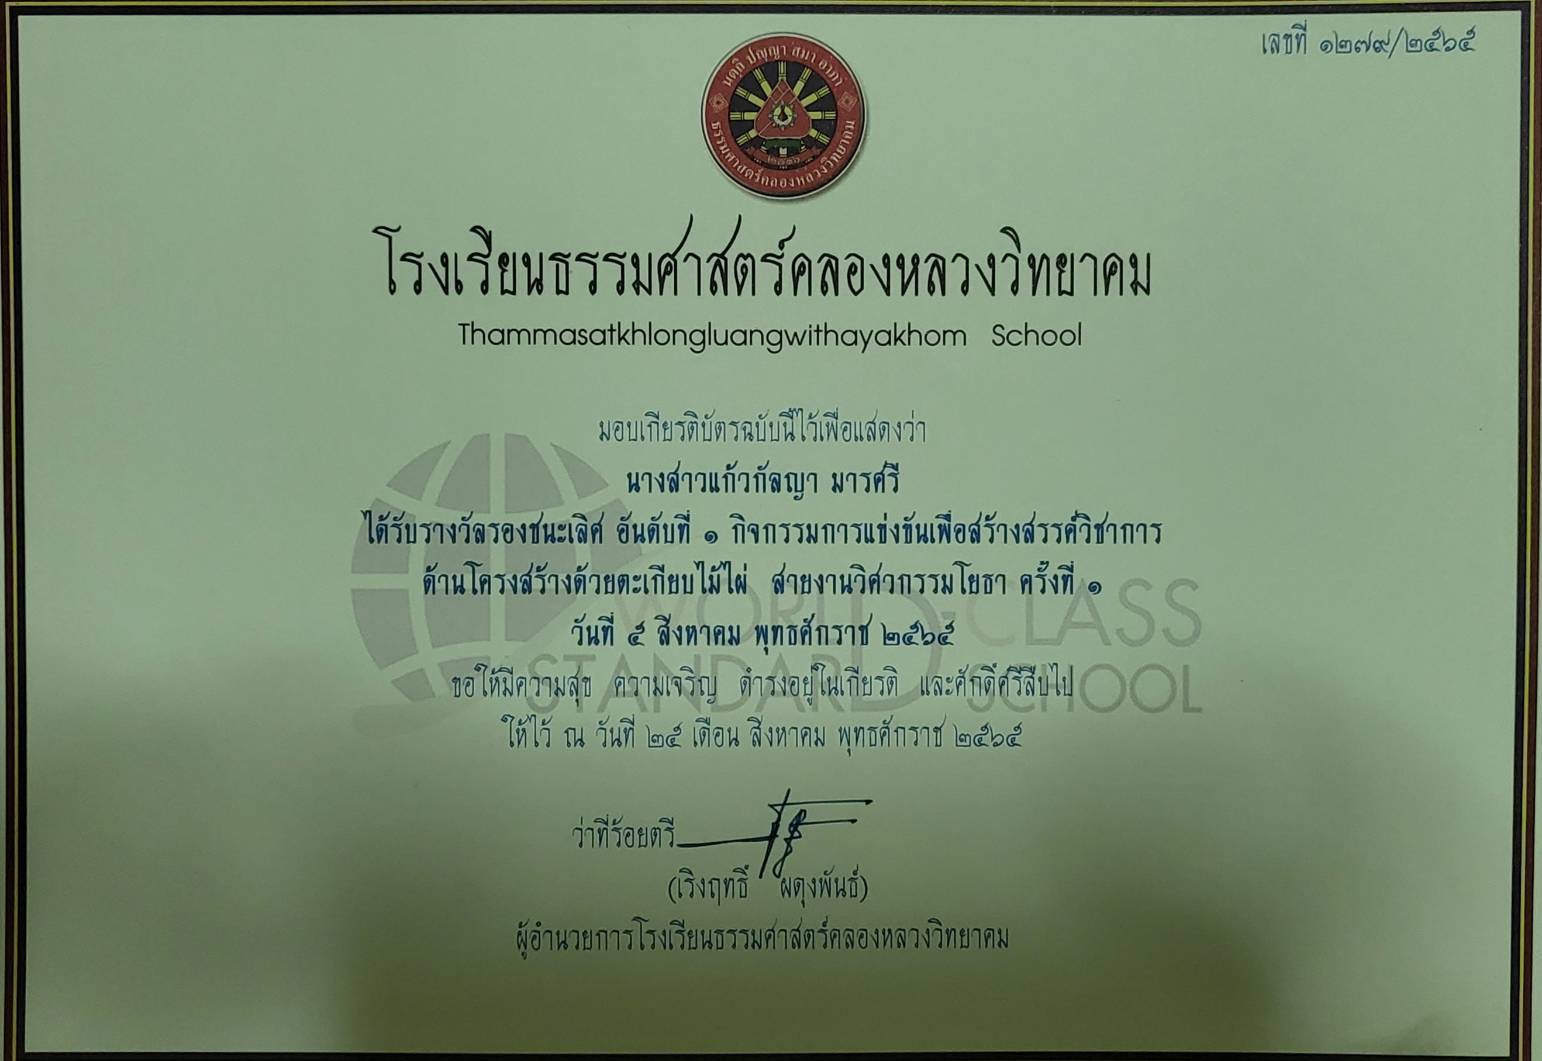 เลขที่ ๑๒๗๙/๒๕๖๕
นตฺถิ ปัญญา สมา อาภา
๒๕๓๖
ธรรมศาสตร์คลองหลวงวิทยาคม
โรงเรียนธรรมศาสตร์คลองหลวงวิทยาคม
Thammasatkhlongluangwithayakhom School
มอบเกียรติบัตรฉบับนี้ไว้เพื่อแสดงว่า
นางสาวแก้วกัลญา มารศรี
ได้รับรางวัลรองชนะเลิศ อันดับที่ ๑ กิจกรรมการแข่งขันเพื่อสร้างสรรค์วิชาการ
ด้านโครงสร้างด้วยตะเกียบไม้ไผ่ สายงานวิศวกรรมโยธา ครั้งที่ ๑
WORLD-CLASS
วันที่ ๕ สิงหาคม พุทธศักราช ๒๕๖๕
STANDARD SCHOOL
ขอให้มีความสุข ความเจริญ ดำรงอยู่ในเกียรติ และศักดิ์ศรีสืบไป
ให้ไว้ ณ วันที่ ๒๕ เดือน สิงหาคม พุทธศักราช ๒๕๖๕
ว่าที่ร้อยตรี
(เริงฤทธิ์ ผดุงพันธ์)
ผู้อำนวยการโรงเรียนธรรมศาสตร์คลองหลวงวิทยาคม